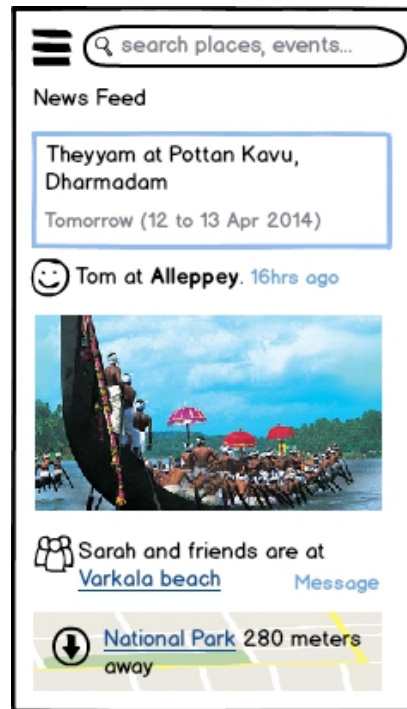 search places, events...
News Feed
Theyyam at Pottan Kavu,
Dharmadam
Tomorrow (12 to 13 Apr 2014)
Tom at Alleppey. 16hrs ago
Sarah and friends are at
Varkala beach Message
National Park 280 meters
away